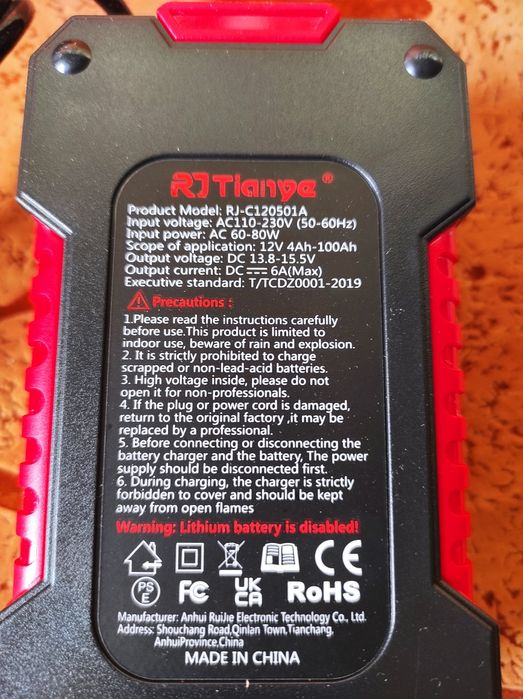 RJTianye®
Product Model: RJ-C120501A
Input voltage: AC110-230V (50-60Hz)
Input power: AC 60-80W
Scope of application: 12V 4Ah-100Ah
Output voltage: DC 13.8-15.5V
Output current: DC 6A(Max)
Executive standard: T/TCDZ0001-2019
Precautions :
1.Please read the instructions carefully
before use.This product is limited to
indoor use, beware of rain and explosion.
2. It is strictly prohibited to charge
scrapped or non-lead-acid batteries.
3. High voltage inside, please do not
open it for non-professionals.
4. If the plug or power cord is damaged,
return to the original factory ,it may be
replaced by a professional.
5. Before connecting or disconnecting the
battery charger and the battery, The power
supply should be disconnected first.
6. During charging, the charger is strictly
forbidden to cover and should be kept
away from open flames
Warning: Lithium battery is disabled!
CE
PS E FC UK CA RoHS
Manufacturer: Anhui RuiJie Electronic Technology Co., Ltd.
Address: Shouchang Road,Qinlan Town,Tianchang,
AnhuiProvince,China
MADE IN CHINA